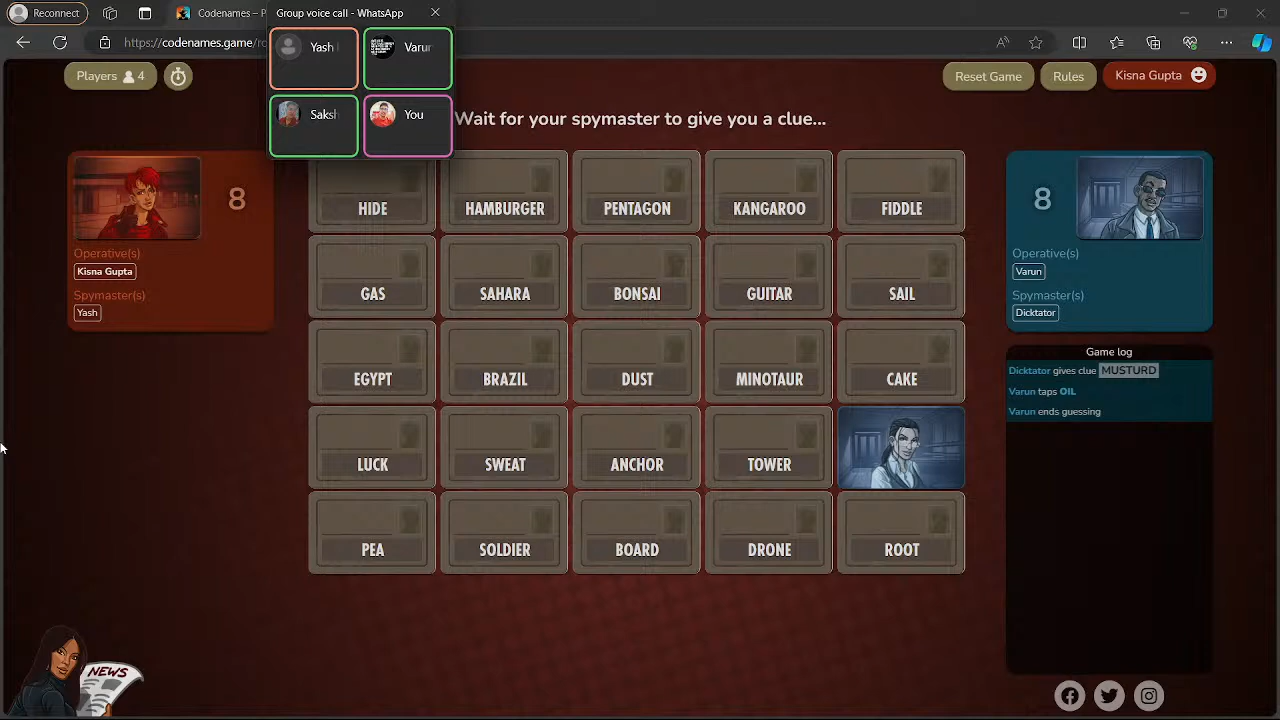 Reconnect
Codenames – P
Group voice call - WhatsApp
https://codenames.game/ro
Yash
Varun
Saksh
You
Players 4
Reset Game
Rules
Kisna Gupta
Wait for your spymaster to give you a clue...
8
Operative(s)
Kisna Gupta
Spymaster(s)
Yash
HIDE
HAMBURGER
PENTAGON
KANGAROO
FIDDLE
GAS
SAHARA
BONSAI
GUITAR
SAIL
EGYPT
BRAZIL
DUST
MINOTAUR
CAKE
LUCK
SWEAT
ANCHOR
TOWER
PEA
SOLDIER
BOARD
DRONE
ROOT
8
Operative(s)
Varun
Spymaster(s)
Dicktator
Game log
Dicktator gives clue MUSTURD
Varun taps OIL
Varun ends guessing
NEWS